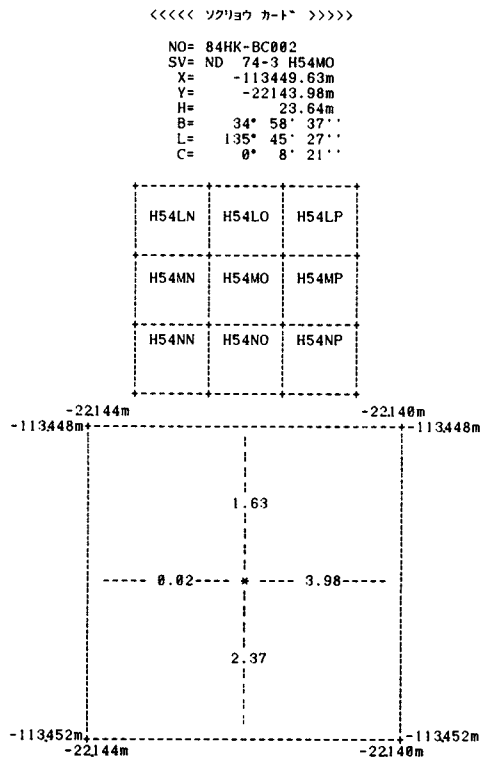 <<<<< ソクリョウ カード >>>>>
NO= 84HK-BC002
SV= ND 74-3 H54MO
X= -113449.63m
Y= -22143.98m
H= 23.64m
B= 34° 58' 37''
L= 135° 45' 27''
C= 0° 8' 21''
H54LN H54LO H54LP
H54MN H54MO H54MP
H54NN H54NO H54NP
-22144m -22140m
-113448m -113448m
1.63
0.02 * 3.98
2.37
-113452m -113452m
-22144m -22140m